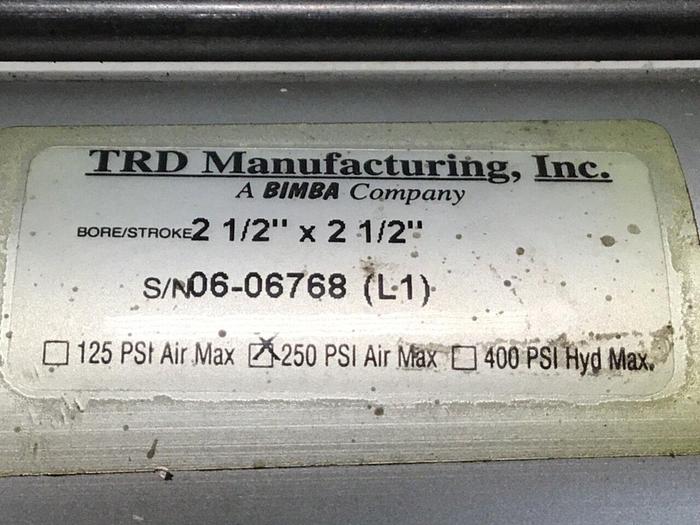 TRD Manufacturing, Inc.
A BIMBA Company
BORE/STROKE 2 1/2" x 2 1/2"
S/N 06-06768 (L1)
☐ 125 PSI Air Max ☒ 250 PSI Air Max ☐ 400 PSI Hyd Max.